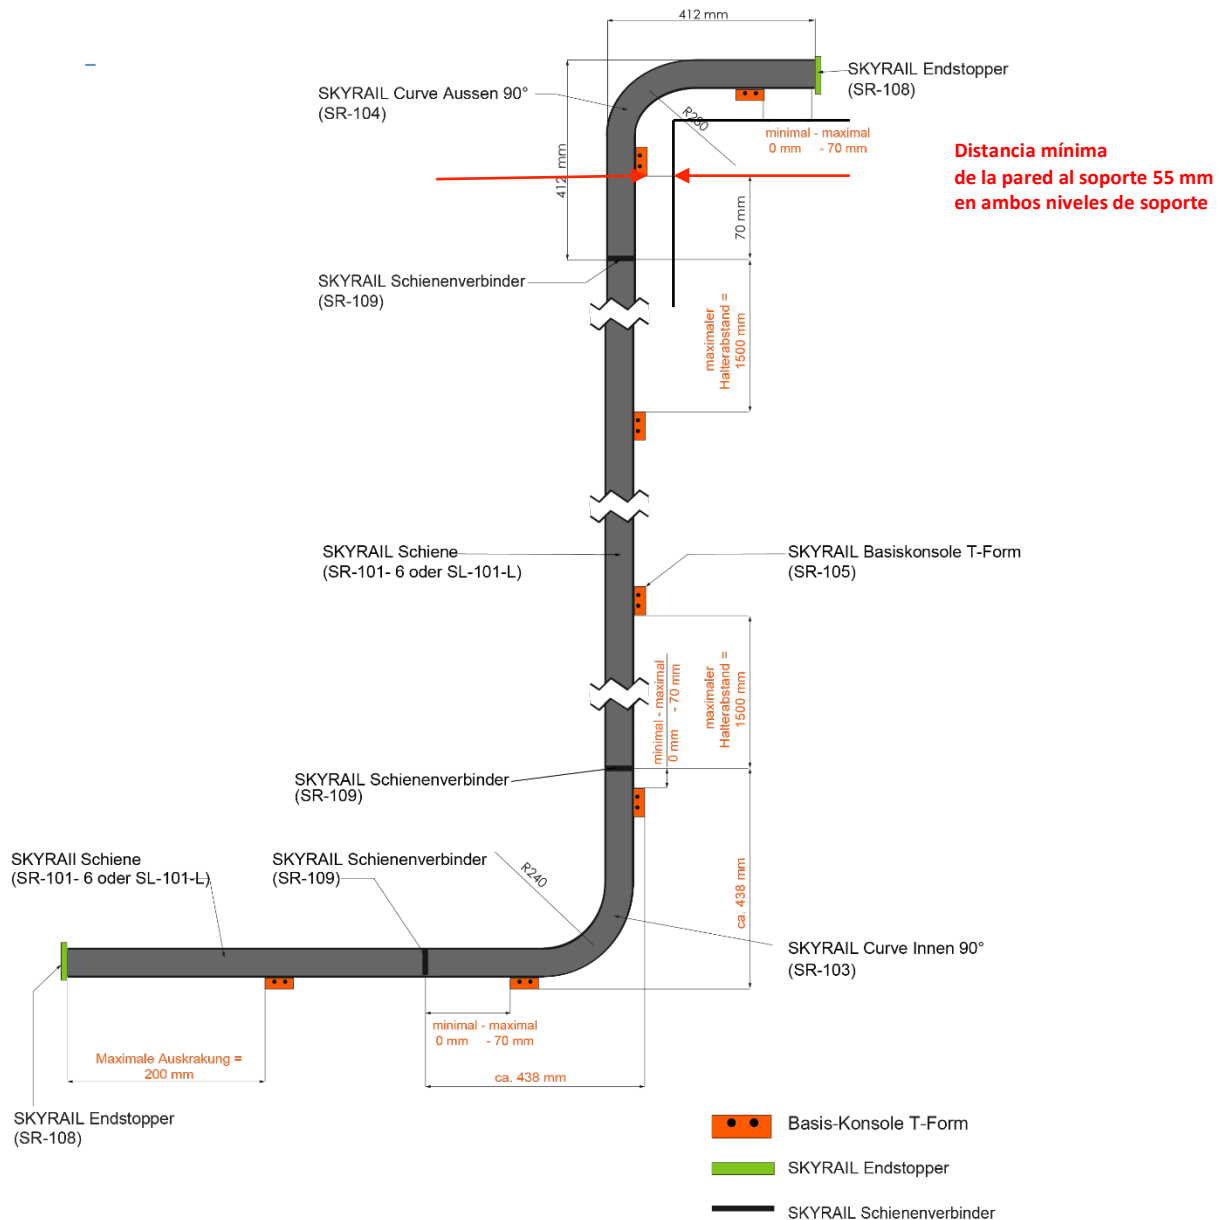 412 mm
SKYRAIL Endstopper
(SR-108)
SKYRAIL Curve Aussen 90°
(SR-104)
R280
minimal - maximal
0 mm - 70 mm
412 mm
Distancia mínima
de la pared al soporte 55 mm
en ambos niveles de soporte
70 mm
SKYRAIL Schienenverbinder
(SR-109)
maximaler
Halterabstand =
1500 mm
SKYRAIL Schiene
(SR-101- 6 oder SL-101-L)
SKYRAIL Basiskonsole T-Form
(SR-105)
minimal - maximal
0 mm - 70 mm
maximaler
Halterabstand =
1500 mm
SKYRAIL Schienenverbinder
(SR-109)
SKYRAIl Schiene
(SR-101- 6 oder SL-101-L)
SKYRAIL Schienenverbinder
(SR-109)
R240
ca. 438 mm
SKYRAIL Curve Innen 90°
(SR-103)
minimal - maximal
0 mm - 70 mm
Maximale Auskrakung =
200 mm
ca. 438 mm
SKYRAIL Endstopper
(SR-108)
Basis-Konsole T-Form
SKYRAIL Endstopper
SKYRAIL Schienenverbinder